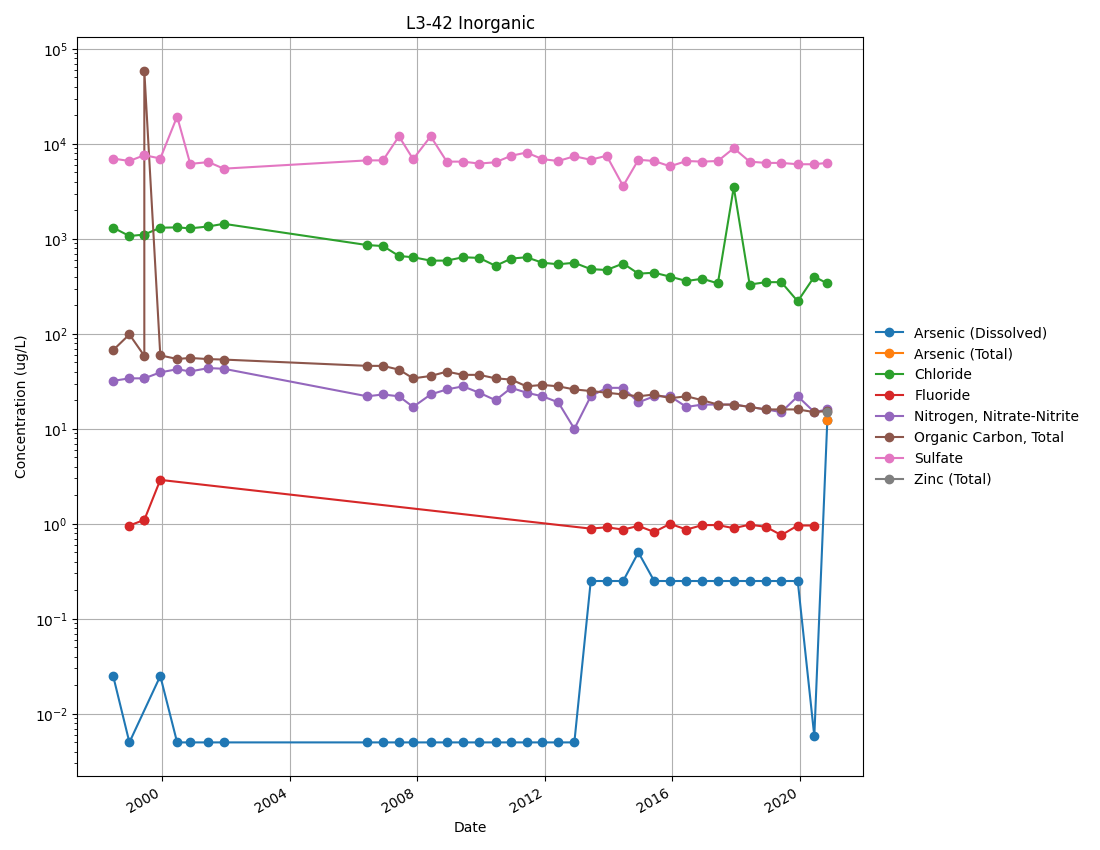 L3-42 Inorganic
Concentration (ug/L)
10^5
10^4
10^3
10^2
10^1
10^0
10^−1
10^−2
2000
2004
2008
2012
2016
2020
Date
Arsenic (Dissolved)
Arsenic (Total)
Chloride
Fluoride
Nitrogen, Nitrate-Nitrite
Organic Carbon, Total
Sulfate
Zinc (Total)